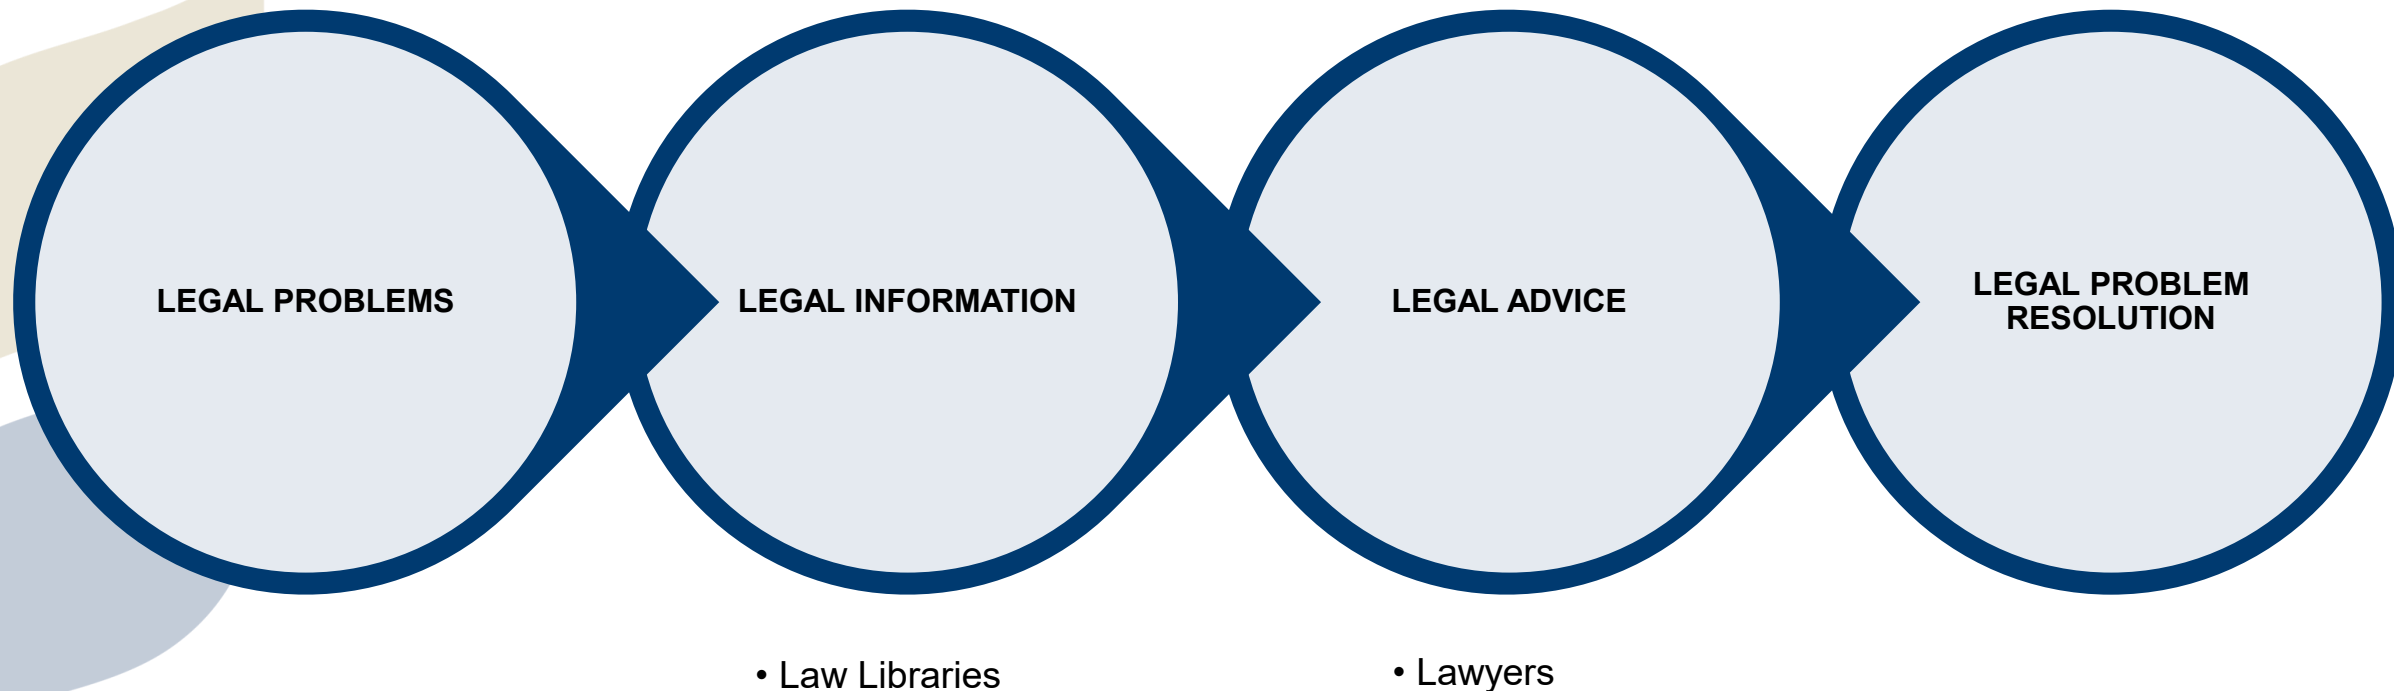 LEGAL PROBLEMS
LEGAL INFORMATION
LEGAL ADVICE
LEGAL PROBLEM
RESOLUTION
• Law Libraries
• Lawyers